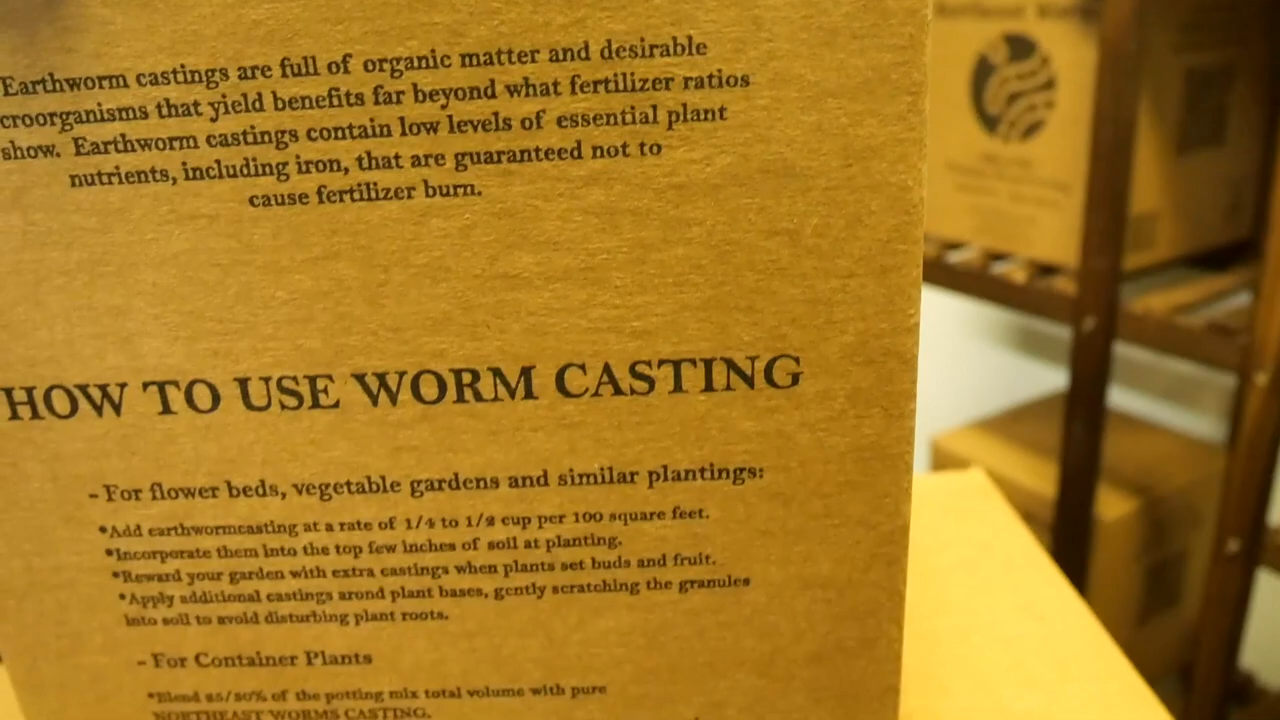 Earthworm castings are full of organic matter and desirable
croorganisms that yield benefits far beyond what fertilizer ratios
show. Earthworm castings contain low levels of essential plant
nutrients, including iron, that are guaranteed not to
cause fertilizer burn.
HOW TO USE WORM CASTING
- For flower beds, vegetable gardens and similar plantings:
*Add earthwormcasting at a rate of 1/4 to 1/2 cup per 100 square feet.
*Incorporate them into the top few inches of soil at planting.
*Reward your garden with extra castings when plants set buds and fruit.
*Apply additional castings arond plant bases, gently scratching the granules
into soil to avoid disturbing plant roots.
- For Container Plants
*Blend 25/50% of the potting mix total volume with pure
NORTHEAST WORMS CASTING.